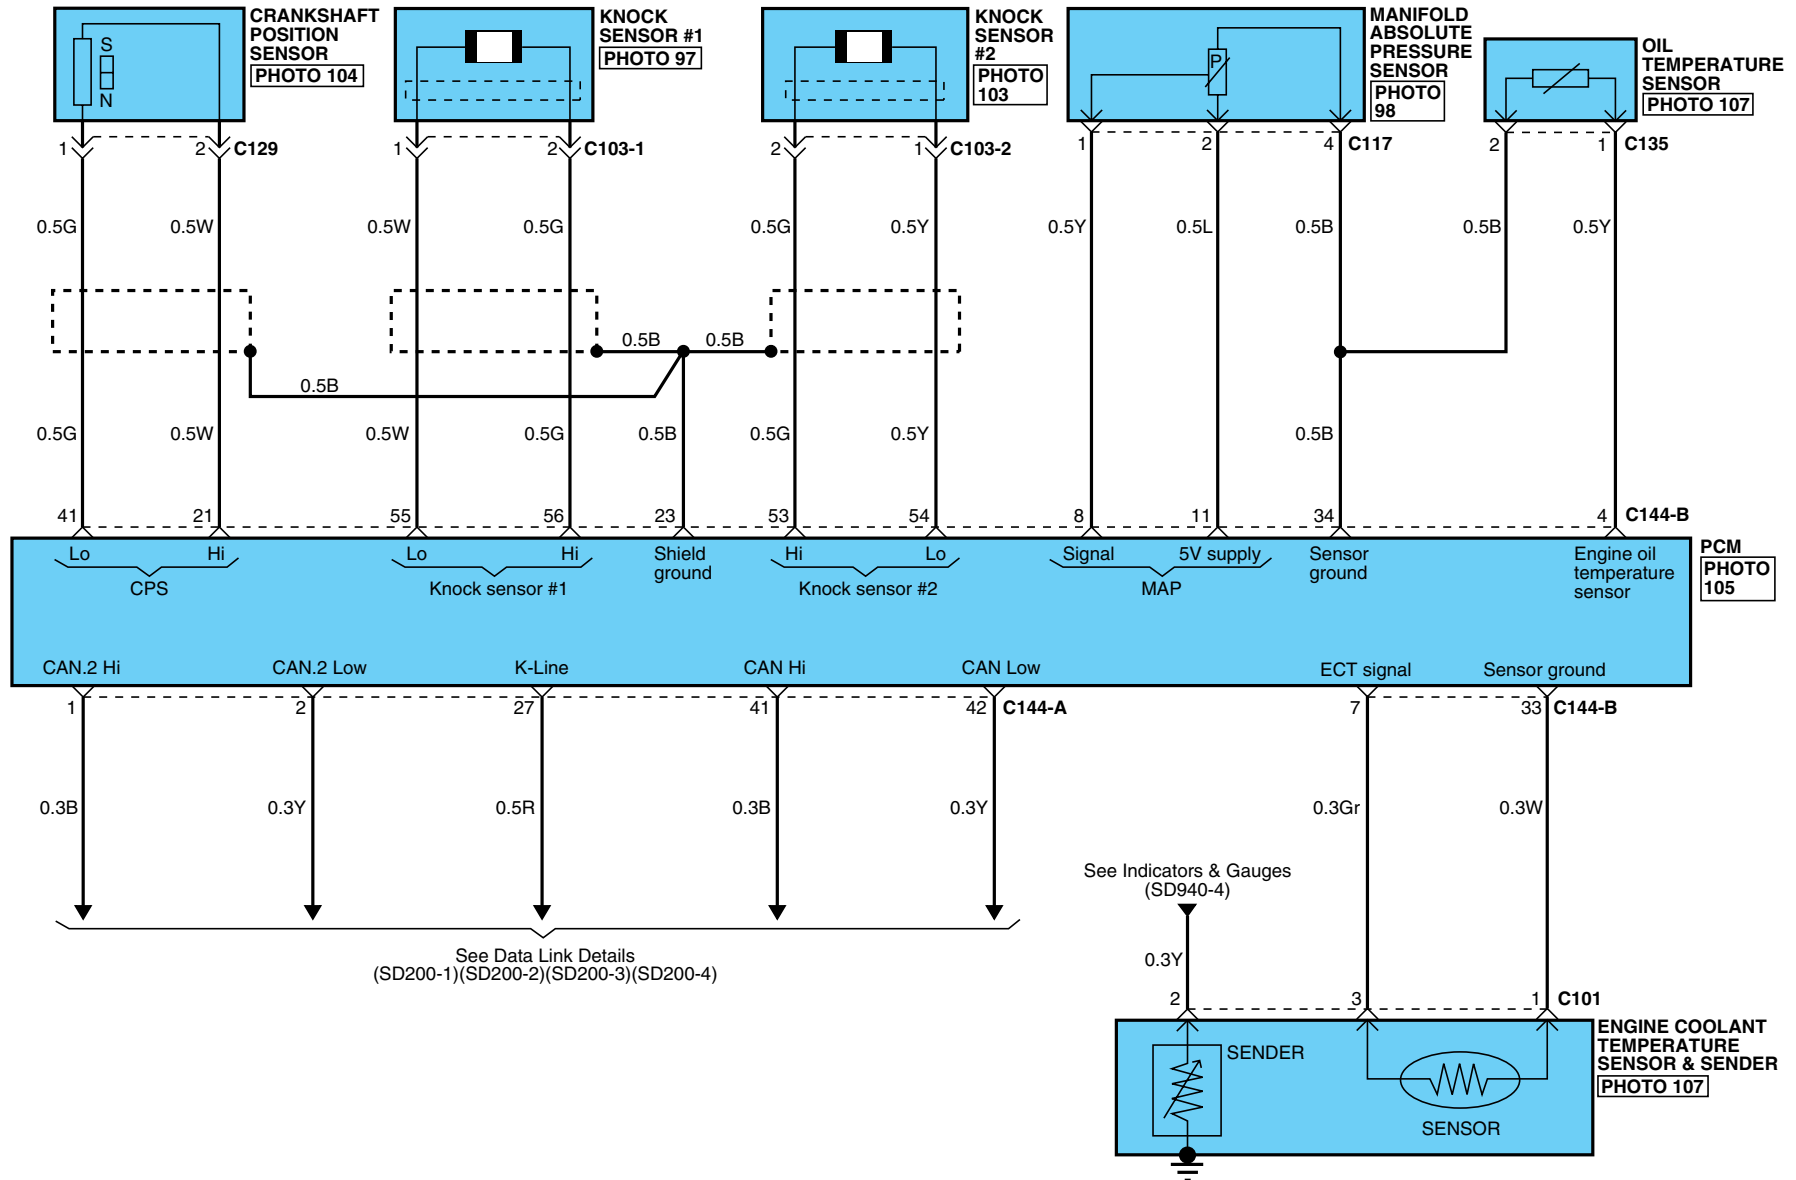 CRANKSHAFT
POSITION
SENSOR
PHOTO 104
S
N
KNOCK
SENSOR #1
PHOTO 97
KNOCK
SENSOR
#2
PHOTO
103
MANIFOLD
ABSOLUTE
PRESSURE
SENSOR
PHOTO
98
P
OIL
TEMPERATURE
SENSOR
PHOTO 107
1 2 C129 1 2 C103-1 2 1 C103-2 1 2 4 C117 2 1 C135
0.5G 0.5W 0.5W 0.5G 0.5G 0.5Y 0.5Y 0.5L 0.5B 0.5B 0.5Y
0.5B 0.5B
0.5B
0.5G 0.5W 0.5W 0.5G 0.5B 0.5G 0.5Y 0.5B
41 21 55 56 23 53 54 8 11 34 4 C144-B
Lo Hi Lo Hi Shield Hi Lo Signal 5V supply Sensor Engine oil
ground ground temperature
sensor
CPS Knock sensor #1 Knock sensor #2 MAP
PCM
PHOTO
105
CAN.2 Hi CAN.2 Low K-Line CAN Hi CAN Low ECT signal Sensor ground
1 2 27 41 42 C144-A 7 33 C144-B
0.3B 0.3Y 0.5R 0.3B 0.3Y 0.3Gr 0.3W
See Indicators & Gauges
(SD940-4)
See Data Link Details
(SD200-1)(SD200-2)(SD200-3)(SD200-4)
0.3Y
2 3 1 C101
SENDER
SENSOR
ENGINE COOLANT
TEMPERATURE
SENSOR & SENDER
PHOTO 107